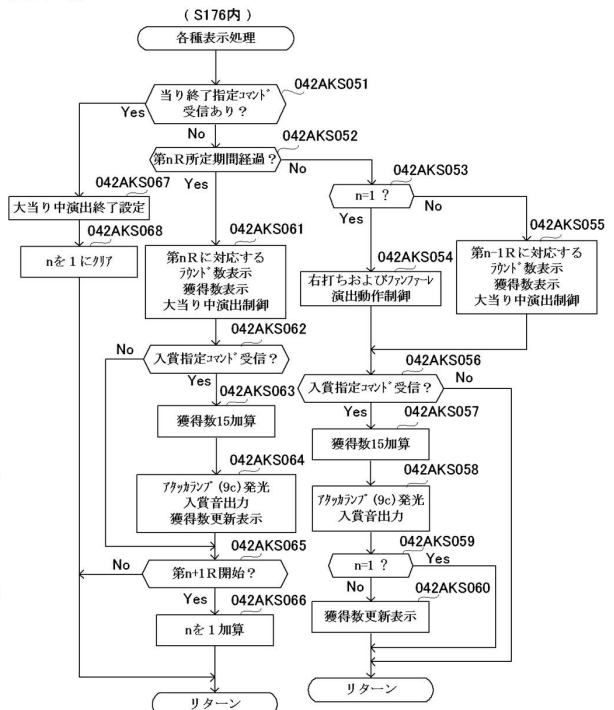 ( S176内 )
各種表示処理
042AKS051
当り終了指定コマンド
受信あり？
Yes
No
042AKS052
第nR所定期間経過？
No
Yes
042AKS053
n=1 ?
Yes
No
042AKS067
大当り中演出終了設定
042AKS068
nを１にクリア
042AKS061
第nRに対応する
ラウンド数表示
獲得数表示
大当り中演出制御
042AKS054
右打ちおよびファンファーレ
演出動作制御
042AKS055
第n-1Rに対応する
ラウンド数表示
獲得数表示
大当り中演出制御
042AKS062
入賞指定コマンド受信？
No
Yes
042AKS063
獲得数15加算
042AKS064
アタッカランプ(9c)発光
入賞音出力
獲得数更新表示
042AKS065
第n+1R開始？
No
Yes
042AKS066
nを１加算
リターン
042AKS056
入賞指定コマンド受信？
No
Yes
042AKS057
獲得数15加算
042AKS058
アタッカランプ(9c)発光
入賞音出力
042AKS059
n=1 ?
Yes
No
042AKS060
獲得数更新表示
リターン